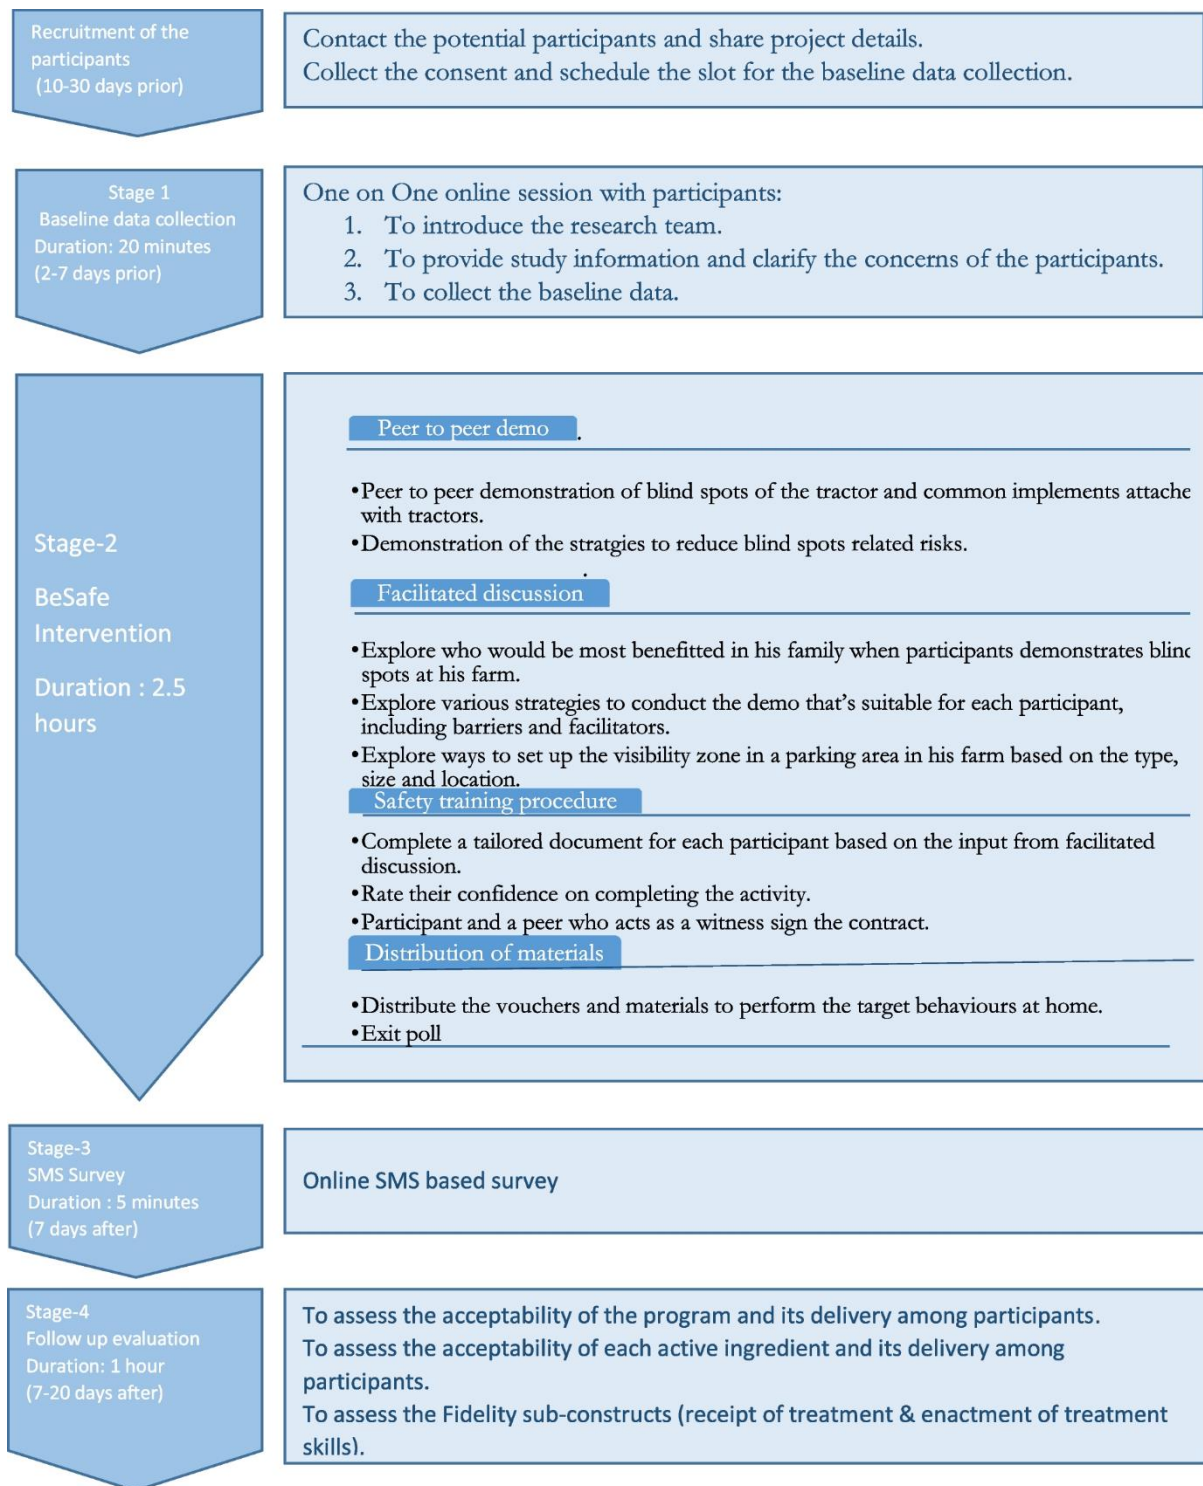 Recruitment of the
participants
(10-30 days prior)
Contact the potential participants and share project details.
Collect the consent and schedule the slot for the baseline data collection.
Stage 1
Baseline data collection
Duration: 20 minutes
(2-7 days prior)
One on One online session with participants:
1. To introduce the research team.
2. To provide study information and clarify the concerns of the participants.
3. To collect the baseline data.
Stage-2
BeSafe
Intervention
Duration : 2.5
hours
Peer to peer demo .
•Peer to peer demonstration of blind spots of the tractor and common implements attache
with tractors.
•Demonstration of the stratgies to reduce blind spots related risks.
.
Facilitated discussion
•Explore who would be most benefitted in his family when participants demonstrates blind
spots at his farm.
•Explore various strategies to conduct the demo that's suitable for each participant,
including barriers and facilitators.
•Explore ways to set up the visibility zone in a parking area in his farm based on the type,
size and location.
Safety training procedure
•Complete a tailored document for each participant based on the input from facilitated
discussion.
•Rate their confidence on completing the activity.
•Participant and a peer who acts as a witness sign the contract.
Distribution of materials
•Distribute the vouchers and materials to perform the target behaviours at home.
•Exit poll
Stage-3
SMS Survey
Duration : 5 minutes
(7 days after)
Online SMS based survey
Stage-4
Follow up evaluation
Duration: 1 hour
(7-20 days after)
To assess the acceptability of the program and its delivery among participants.
To assess the acceptability of each active ingredient and its delivery among
participants.
To assess the Fidelity sub-constructs (receipt of treatment & enactment of treatment
skills).